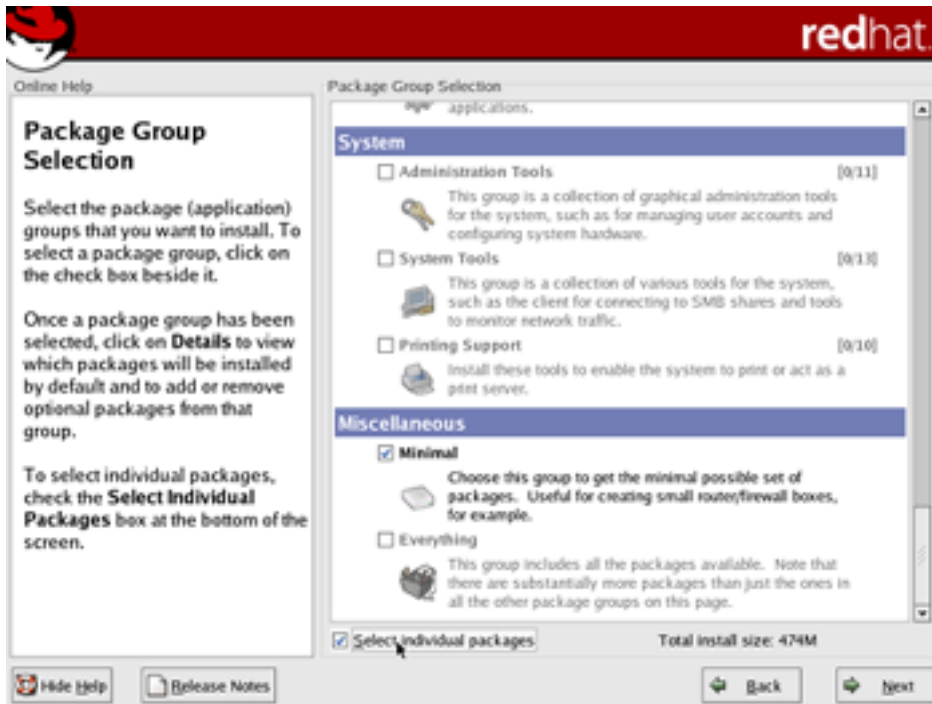 redhat.
Online Help
Package Group
Selection
Select the package (application)
groups that you want to install. To
select a package group, click on
the check box beside it.
Once a package group has been
selected, click on Details to view
which packages will be installed
by default and to add or remove
optional packages from that
group.
To select individual packages,
check the Select Individual
Packages box at the bottom of the
screen.
Package Group Selection
applications.
System
Administration Tools [0/11]
This group is a collection of graphical administration tools
for the system, such as for managing user accounts and
configuring system hardware.
System Tools [0/13]
This group is a collection of various tools for the system,
such as the client for connecting to SMB shares and tools
to monitor network traffic.
Printing Support [0/10]
Install these tools to enable the system to print or act as a
print server.
Miscellaneous
Minimal
Choose this group to get the minimal possible set of
packages. Useful for creating small router/firewall boxes,
for example.
Everything
This group includes all the packages available. Note that
there are substantially more packages than just the ones in
all the other package groups on this page.
Select individual packages Total install size: 474M
Hide Help Release Notes Back Next